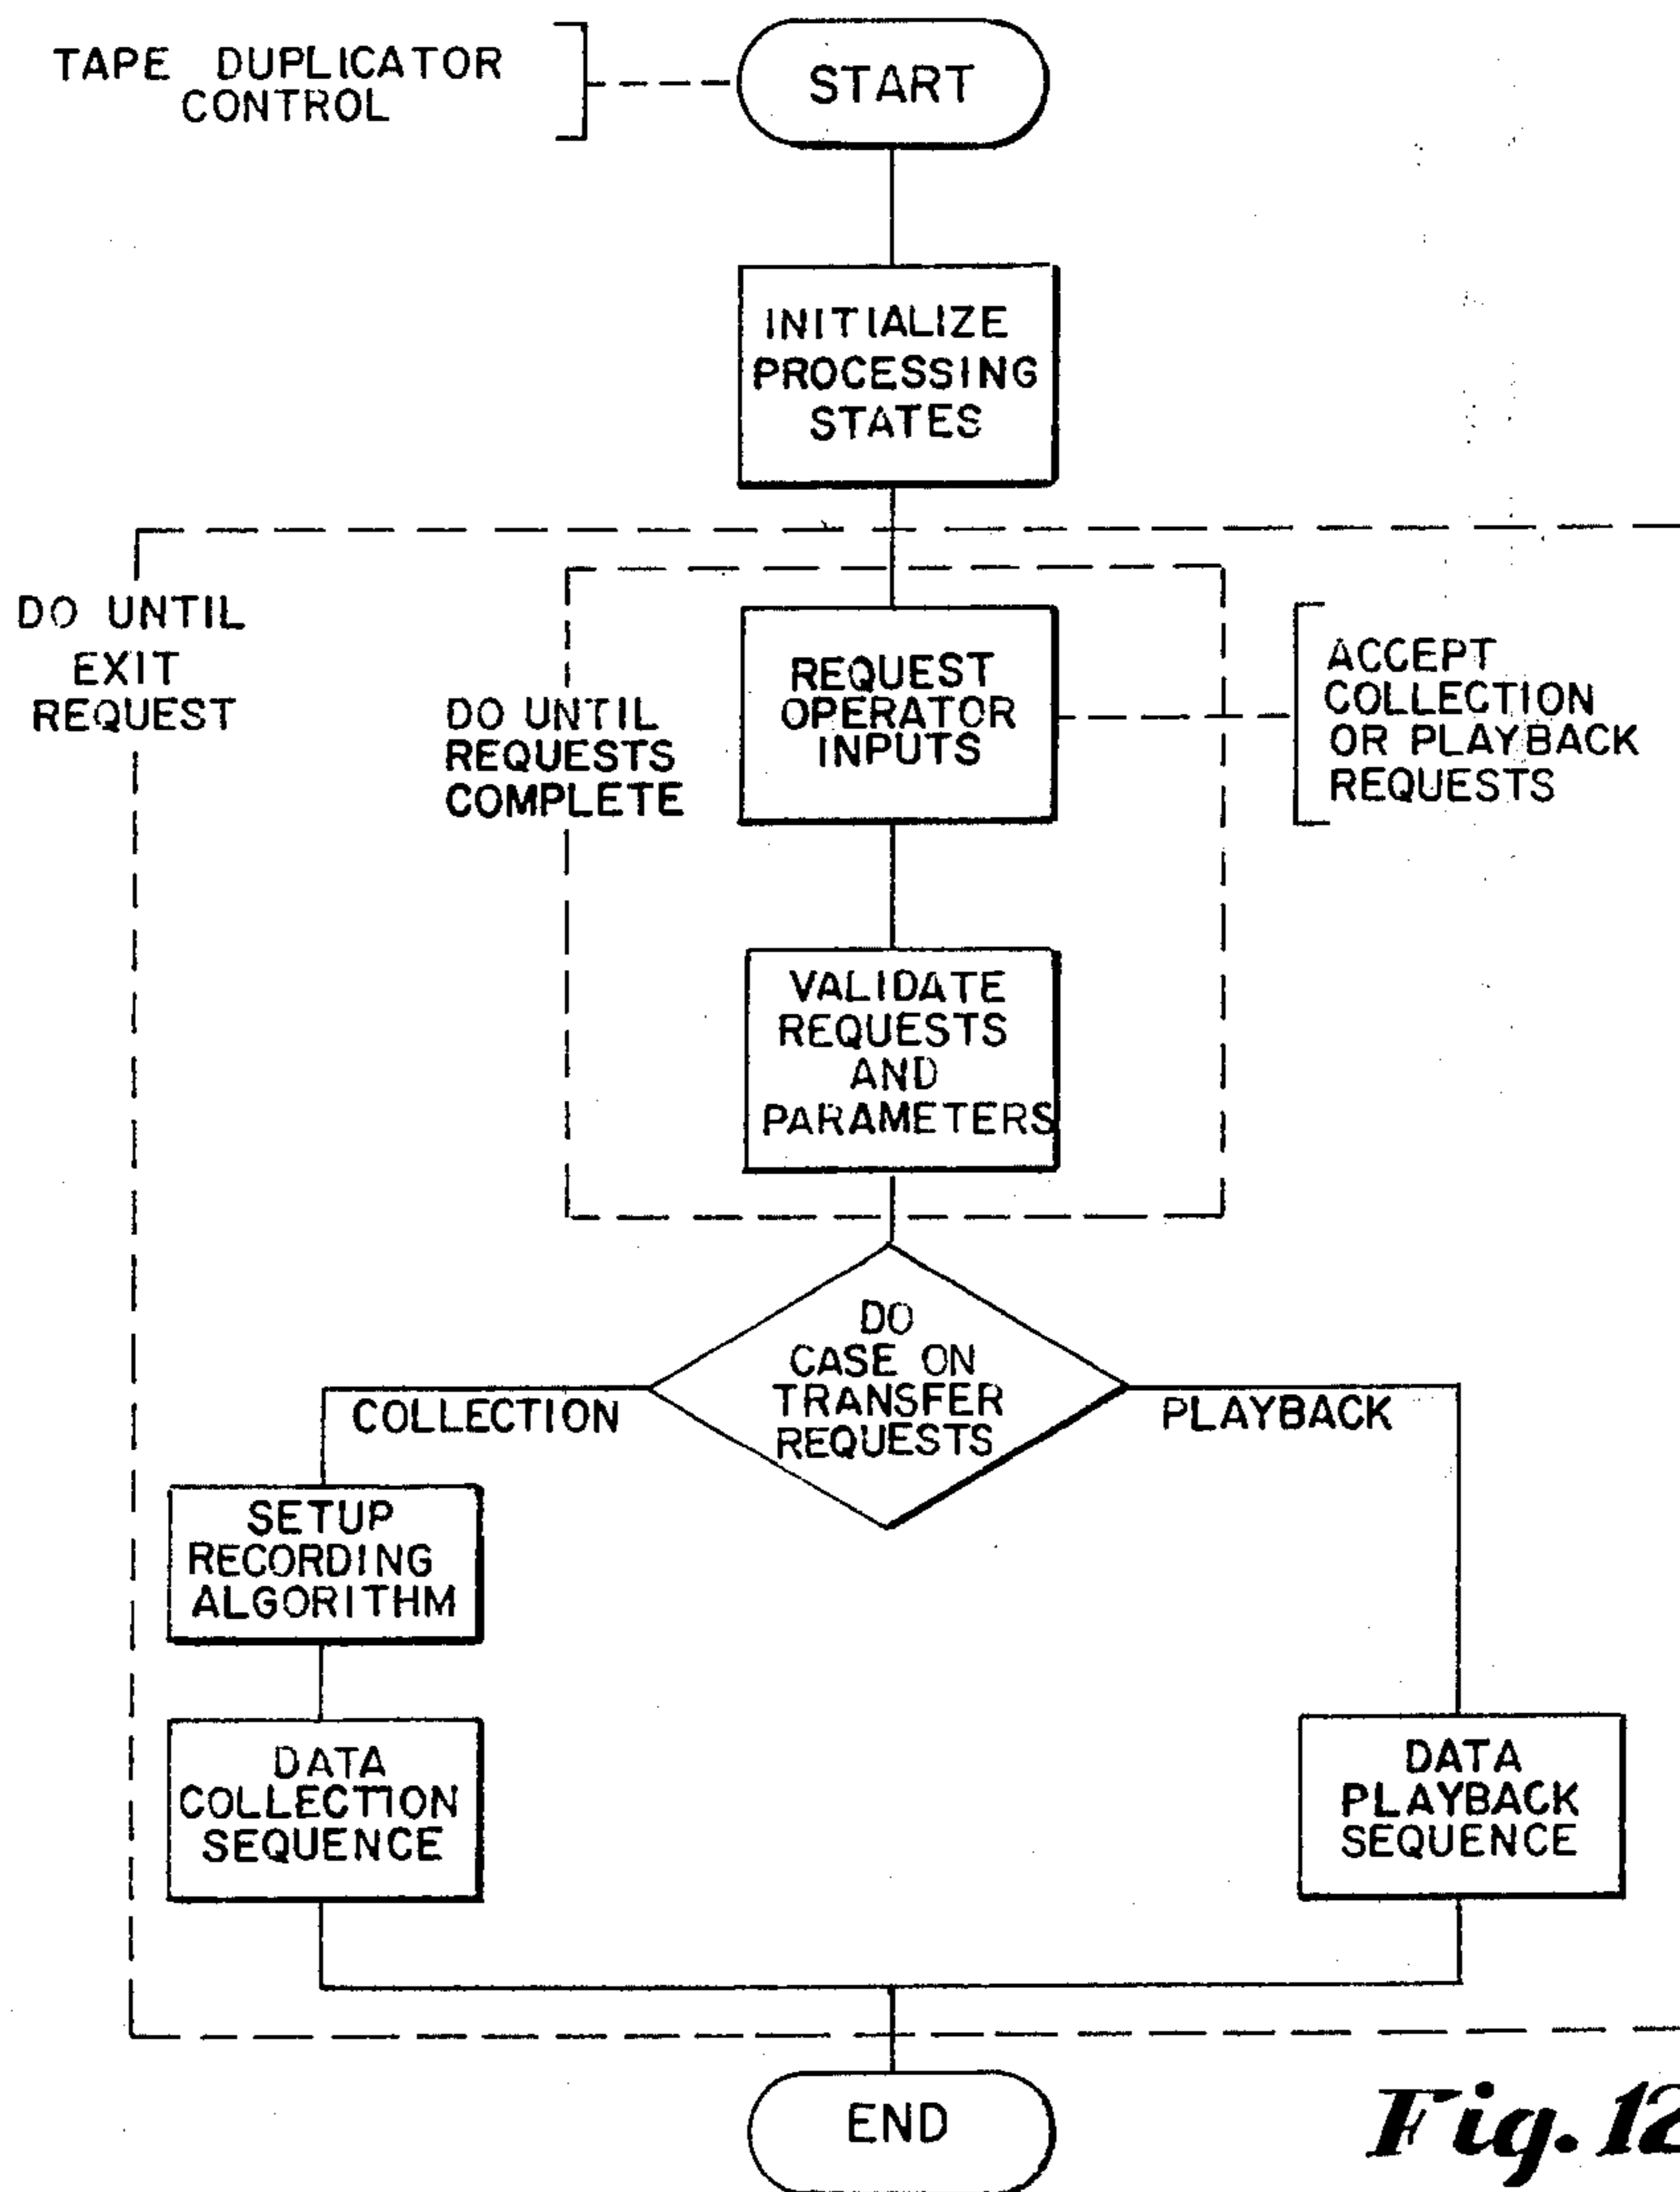 TAPE DUPLICATOR
CONTROL
START
INITIALIZE
PROCESSING
STATES
DO UNTIL
EXIT
REQUEST
DO UNTIL
REQUESTS
COMPLETE
REQUEST
OPERATOR
INPUTS
ACCEPT
COLLECTION
OR PLAYBACK
REQUESTS
VALIDATE
REQUESTS
AND
PARAMETERS
DO
CASE ON
TRANSFER
REQUESTS
COLLECTION
PLAYBACK
SETUP
RECORDING
ALGORITHM
DATA
COLLECTION
SEQUENCE
DATA
PLAYBACK
SEQUENCE
END
Fig. 12